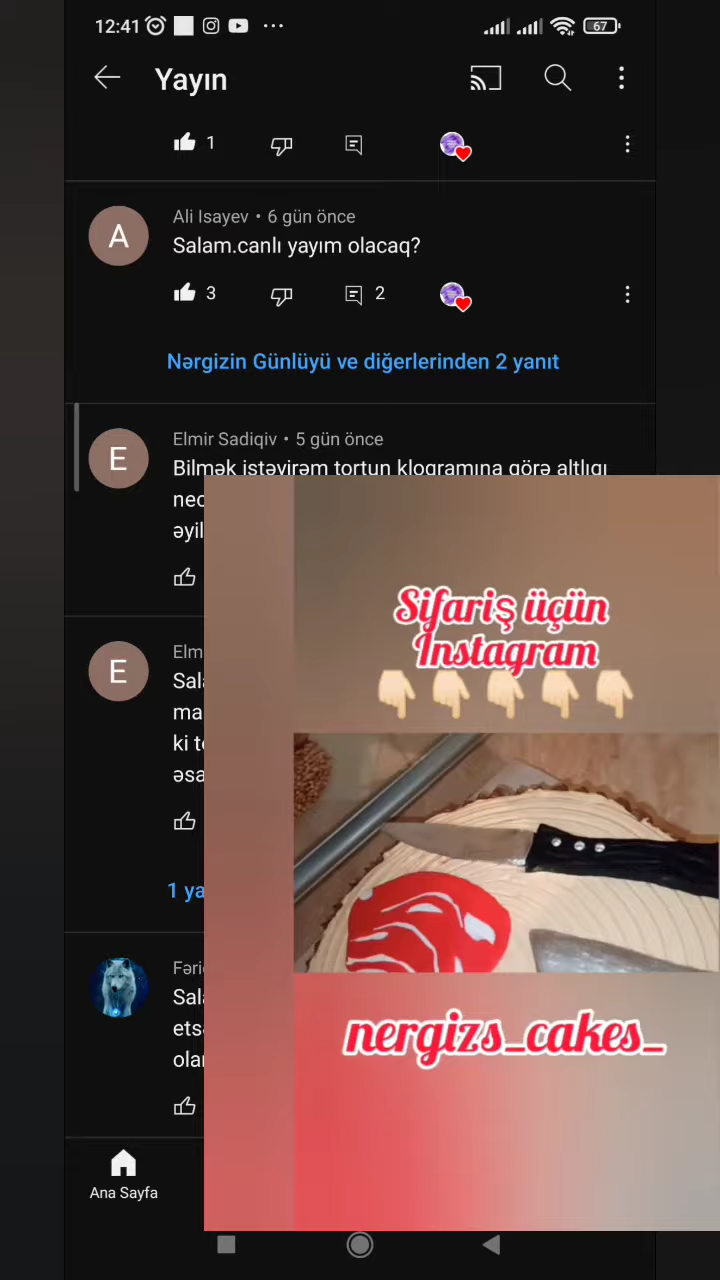 12:41
67
Yayın
1
Ali Isayev • 6 gün önce
Salam.canlı yayım olacaq?
3
2
Nərgizin Günlüyü ve diğerlerinden 2 yanıt
Elmir Sadiqiv • 5 gün önce
Bilmək istəyirəm tortun kloqramına görə altlığı
Sifariş üçün
Instagram
👇🏻👇🏻👇🏻👇🏻👇🏻
nergizs_cakes_
Ana Sayfa